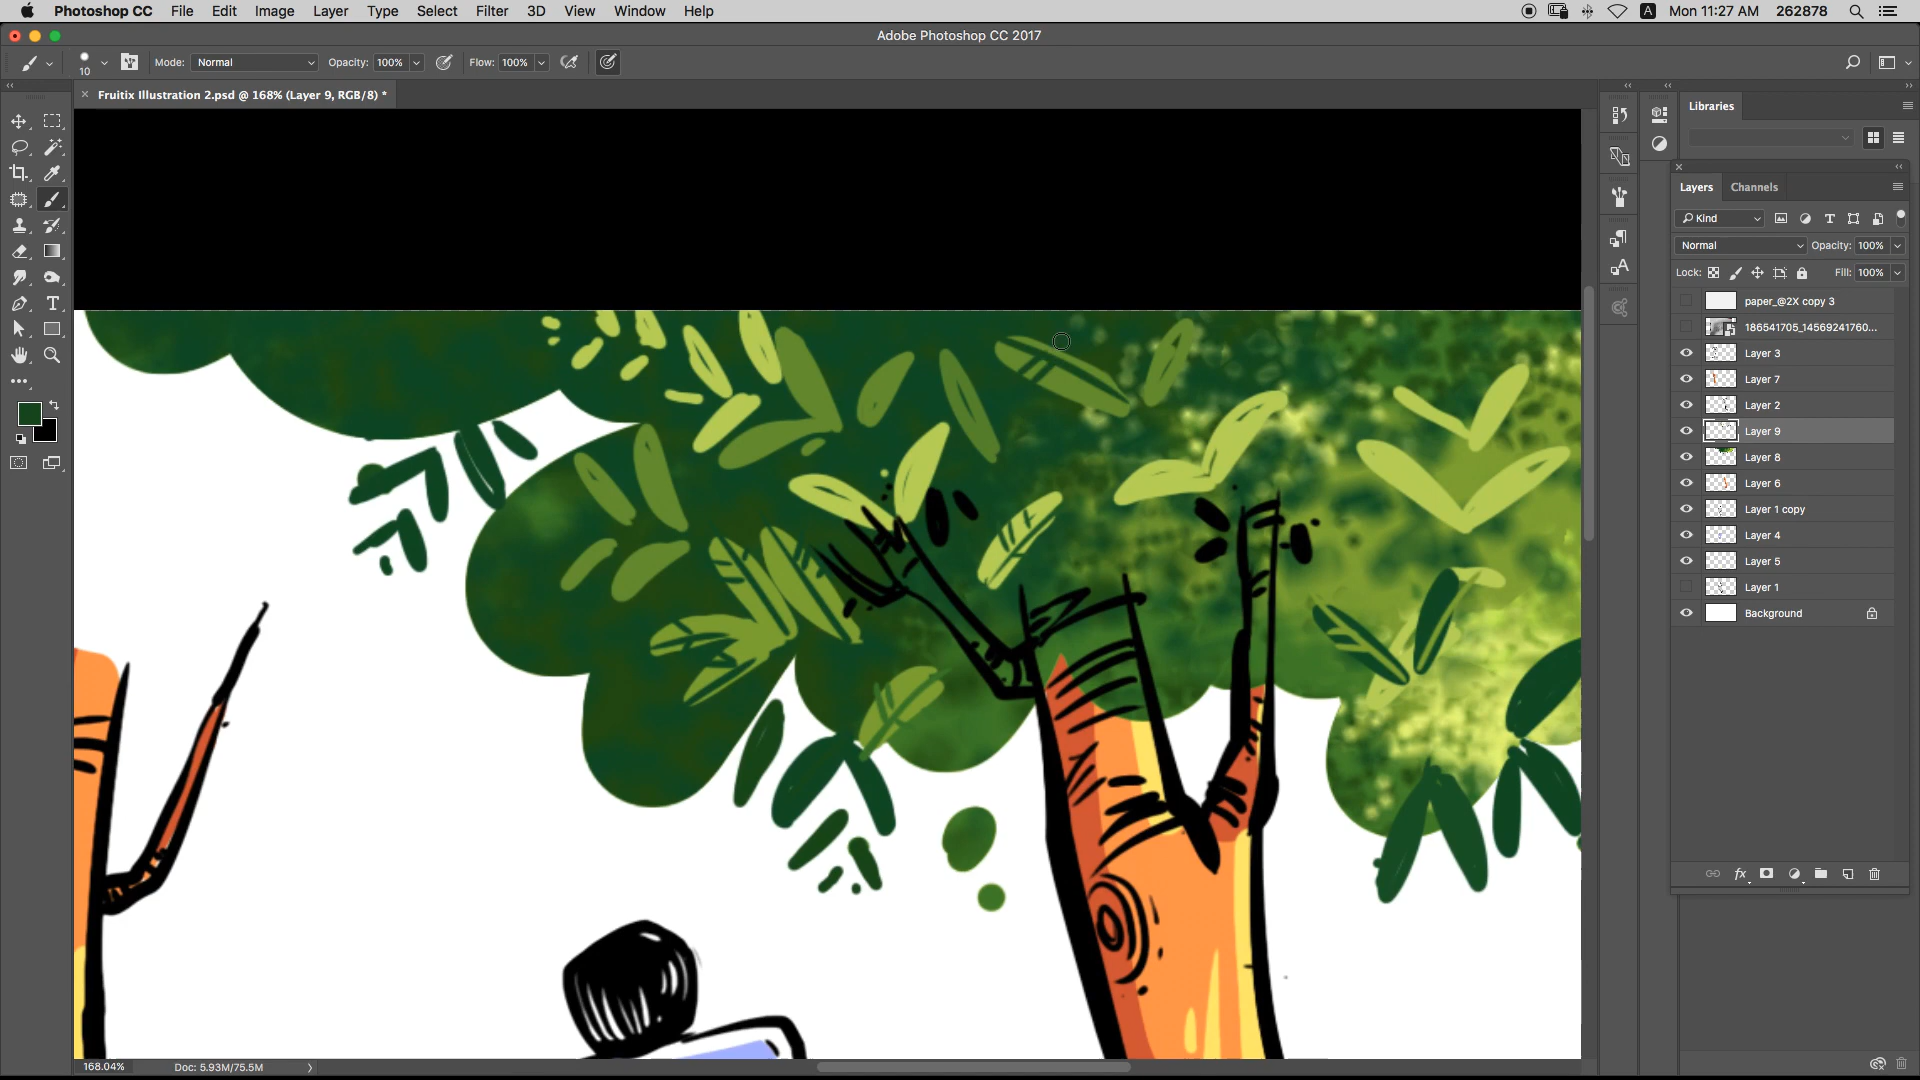 Photoshop CC File Edit Image Layer Type Select Filter 3D View Window Help A Mon 11:27 AM 262878
Adobe Photoshop CC 2017
10 Mode: Normal Opacity: 100% Flow: 100%
Fruitix Illustration 2.psd @ 168% (Layer 9, RGB/8) *
Libraries
Layers Channels
Kind
Normal Opacity: 100%
Lock: Fill: 100%
paper_@2X copy 3
186541705_14569241760...
Layer 3
Layer 7
Layer 2
Layer 9
Layer 8
Layer 6
Layer 1 copy
Layer 4
Layer 5
Layer 1
Background
168.04% Doc: 5.93M/75.5M